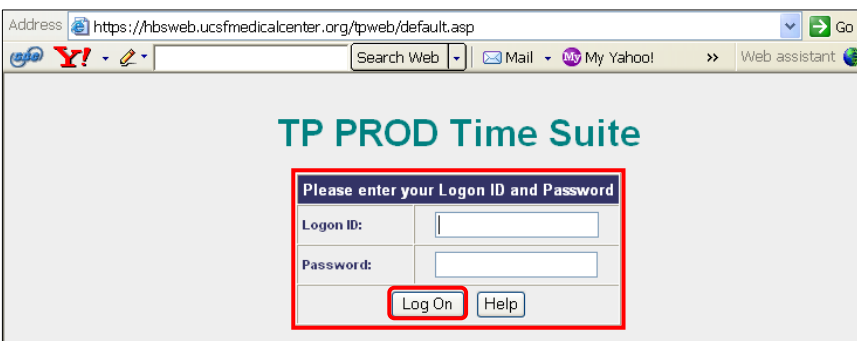 Address https://hbsweb.ucsfmedicalcenter.org/tpweb/default.asp Go
Y! Search Web Mail My My Yahoo! » Web assistant
TP PROD Time Suite
Please enter your Logon ID and Password
Logon ID:
Password:
Log On Help